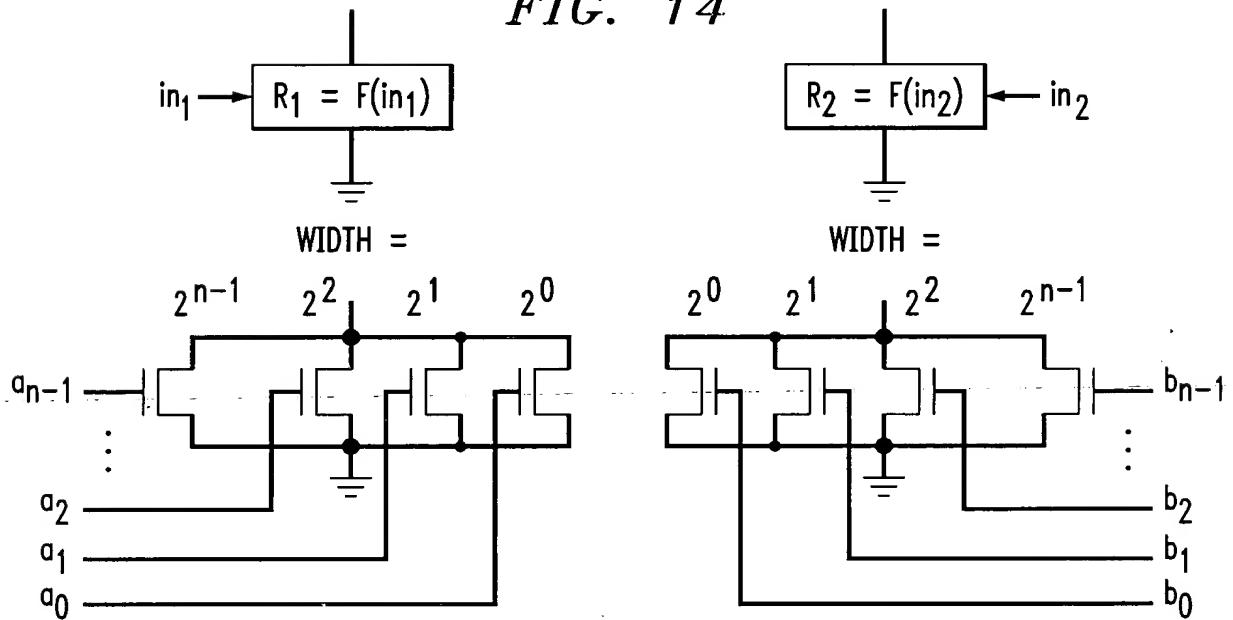 FIG. 14
in₁ R₁ = F(in₁)
R₂ = F(in₂) in₂
WIDTH =
WIDTH =
2ⁿ⁻¹ 2² 2¹ 2⁰
2⁰ 2¹ 2² 2ⁿ⁻¹
aₙ₋₁
bₙ₋₁
a₂
b₂
a₁
b₁
a₀
b₀